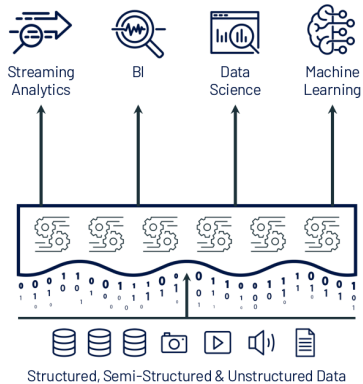 Streaming
Analytics
BI
Data
Science
Machine
Learning
Structured, Semi-Structured & Unstructured Data